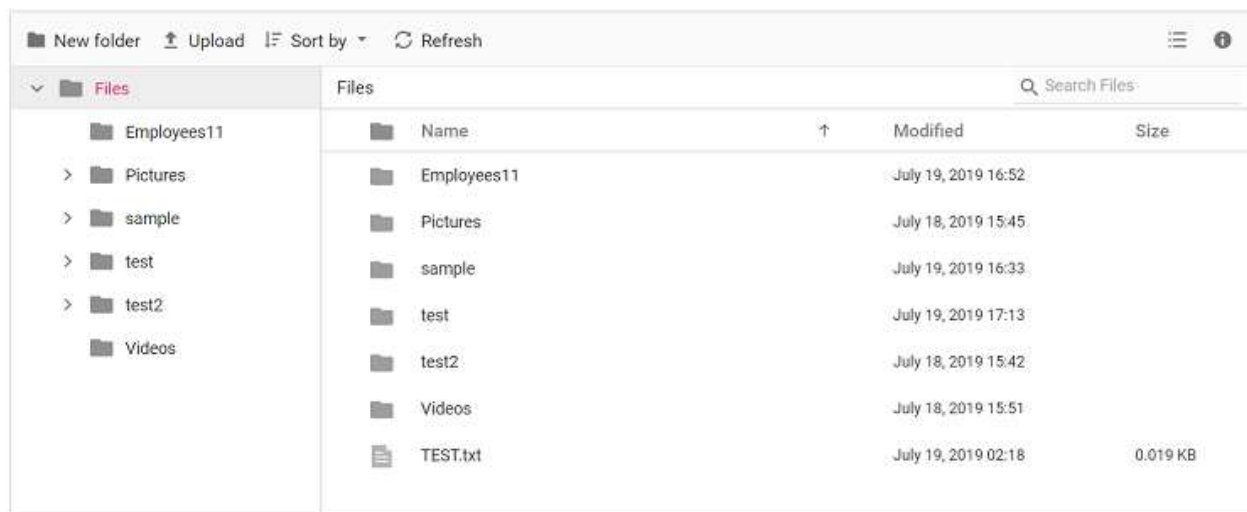 New folder Upload Sort by Refresh
Files
Employees11
Pictures
sample
test
test2
Videos
Files Search Files
Name Modified Size
Employees11 July 19, 2019 16:52
Pictures July 18, 2019 15:45
sample July 19, 2019 16:33
test July 19, 2019 17:13
test2 July 18, 2019 15:42
Videos July 18, 2019 15:51
TEST.txt July 19, 2019 02:18 0.019 KB